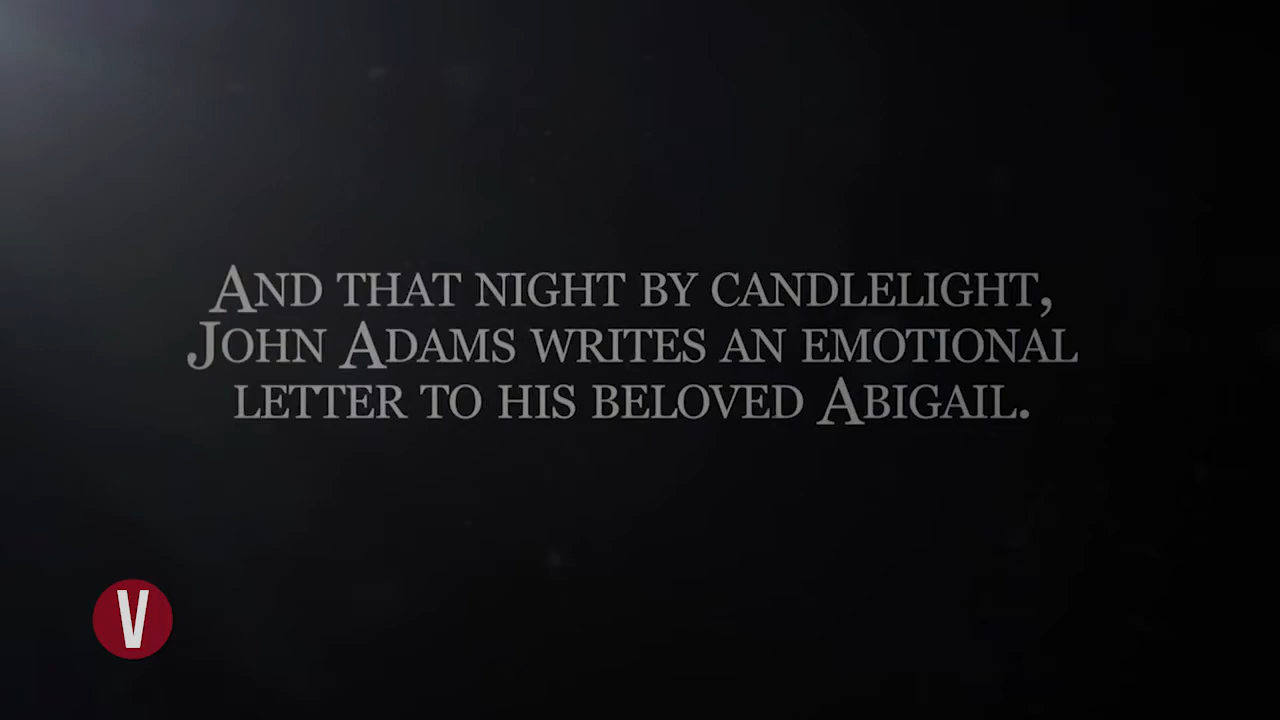 And that night by candlelight,
John Adams writes an emotional
letter to his beloved Abigail.
V